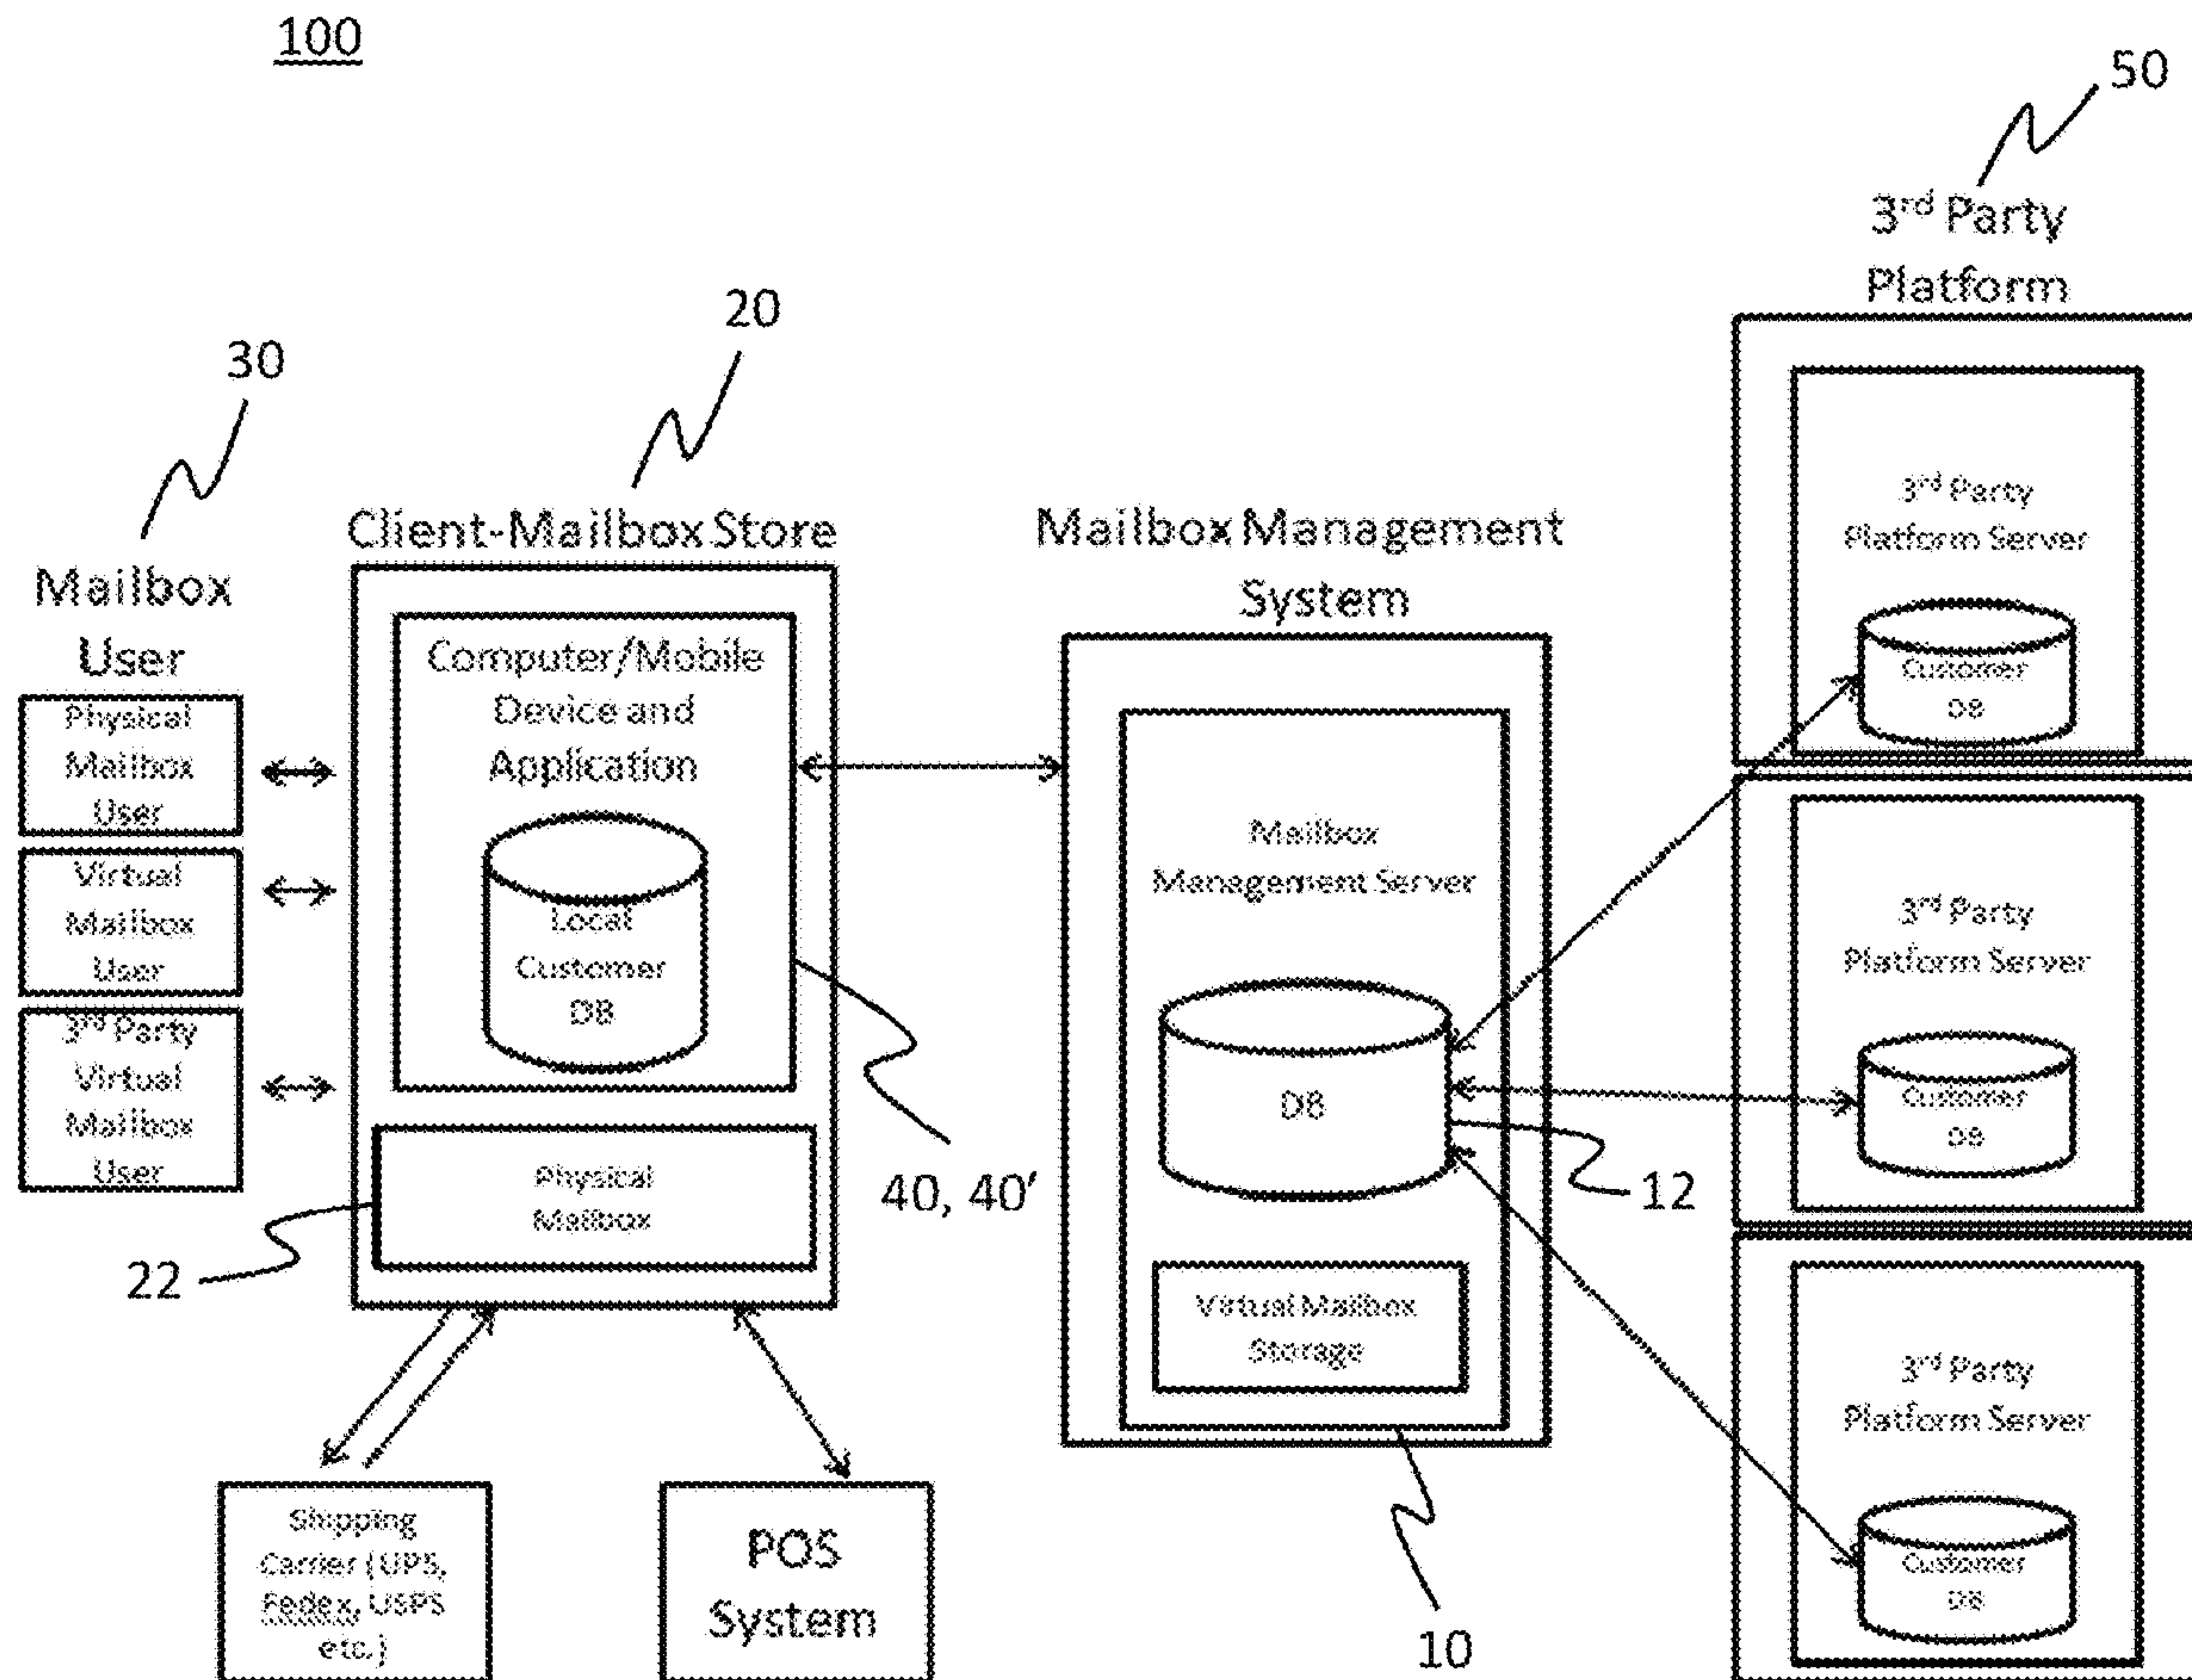 100
50
3rd Party
Platform
20
30
Client-Mailbox Store
Mailbox Management
System
Mailbox
User
Physical
Mailbox
User
Virtual
Mailbox
User
3rd Party
Virtual
Mailbox
User
Computer/Mobile
Device and
Application
Local
Customer
DB
40, 40'
Physical
Mailbox
22
Shipping
Carrier (UPS,
Fedex, USPS
etc.)
POS
System
Mailbox
Management Server
DB
12
Virtual Mailbox
Storage
10
3rd Party
Platform Server
Customer
DB
3rd Party
Platform Server
Customer
DB
3rd Party
Platform Server
Customer
DB